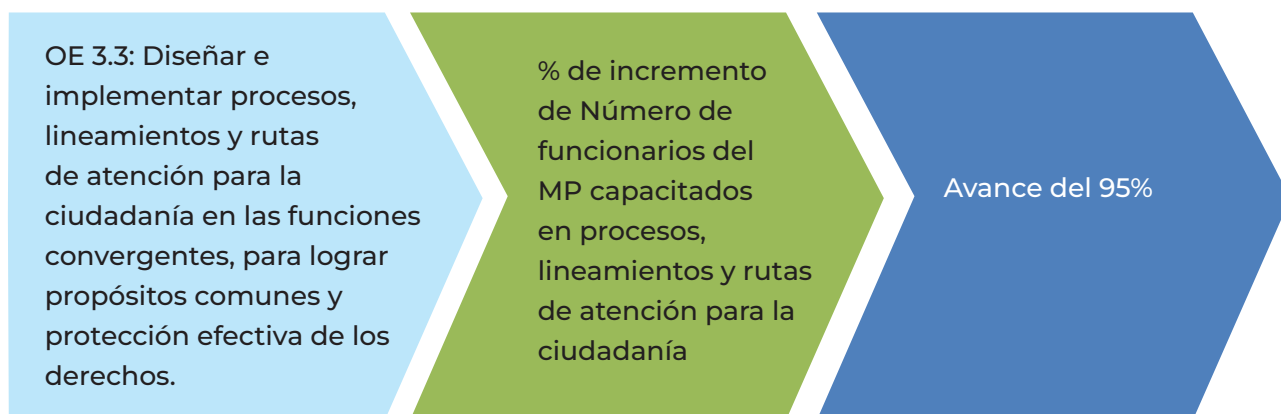 OE 3.3: Diseñar e
implementar procesos,
lineamientos y rutas
de atención para la
ciudadanía en las funciones
convergentes, para lograr
propósitos comunes y
protección efectiva de los
derechos.
% de incremento
de Número de
funcionarios del
MP capacitados
en procesos,
lineamientos y rutas
de atención para la
ciudadanía
Avance del 95%